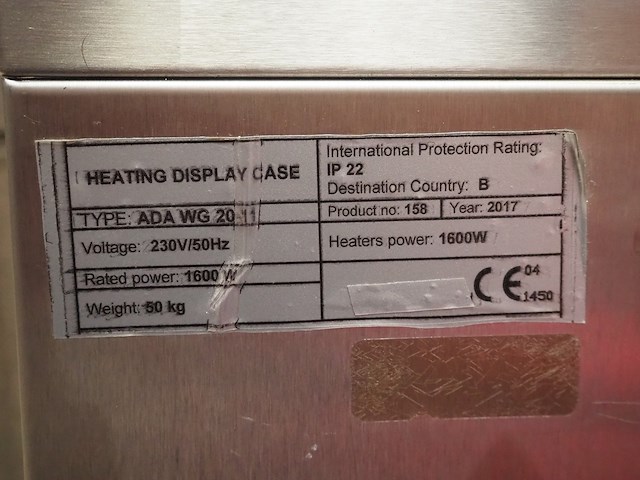 HEATING DISPLAY CASE
TYPE: ADA WG 20 11
Voltage: 230V/50Hz
Rated power: 1600 W
Weight: 50 kg
International Protection Rating:
IP 22
Destination Country: B
Product no: 158 Year: 2017
Heaters power: 1600W
CE 04
1450